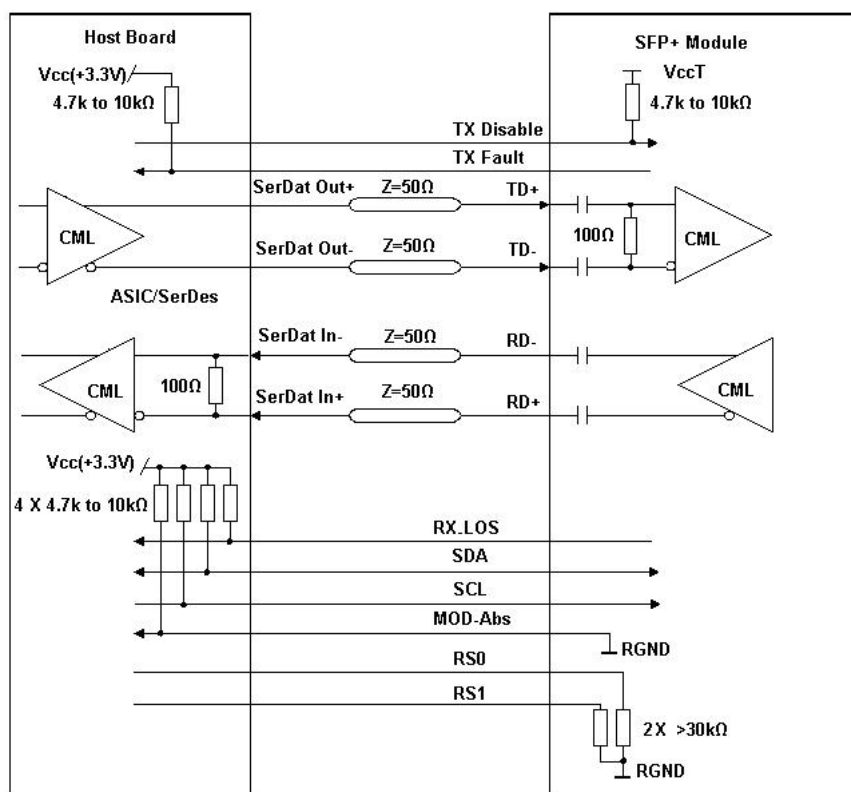 Host Board
SFP+ Module
Vcc(+3.3V)
4.7k to 10kΩ
VccT
4.7k to 10kΩ
TX Disable
TX Fault
SerDat Out+
Z=50Ω
TD+
CML
100Ω
CML
SerDat Out-
Z=50Ω
TD-
ASIC/SerDes
SerDat In-
Z=50Ω
RD-
CML
100Ω
CML
SerDat In+
Z=50Ω
RD+
Vcc(+3.3V)
4 X 4.7k to 10kΩ
RX_LOS
SDA
SCL
MOD-Abs
RGND
RS0
RS1
2 X >30kΩ
RGND